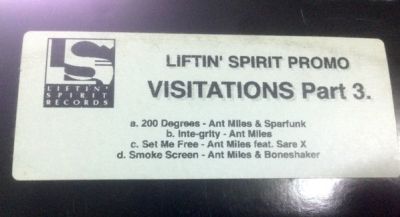 LS
LIFTIN'
SPIRIT
RECORDS
LIFTIN' SPIRIT PROMO
VISITATIONS Part 3.
a. 200 Degrees - Ant Miles & Sparfunk
b. Inte-grity - Ant Miles
c. Set Me Free - Ant Miles feat. Sare X
d. Smoke Screen - Ant Miles & Boneshaker